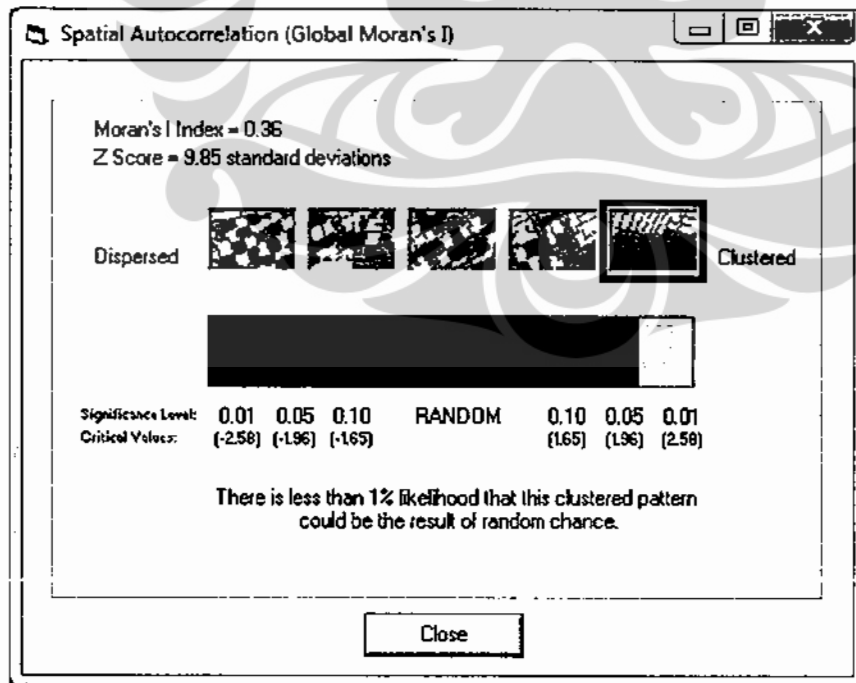 Spatial Autocorrelation (Global Moran's I)
Moran's I Index = 0.36
Z Score = 9.85 standard deviations
Dispersed
Clustered
Significance Level: 0.01 0.05 0.10 RANDOM 0.10 0.05 0.01
Critical Values: (-2.58) (-1.96) (-1.65) (1.65) (1.96) (2.58)
There is less than 1% likelihood that this clustered pattern
could be the result of random chance.
Close